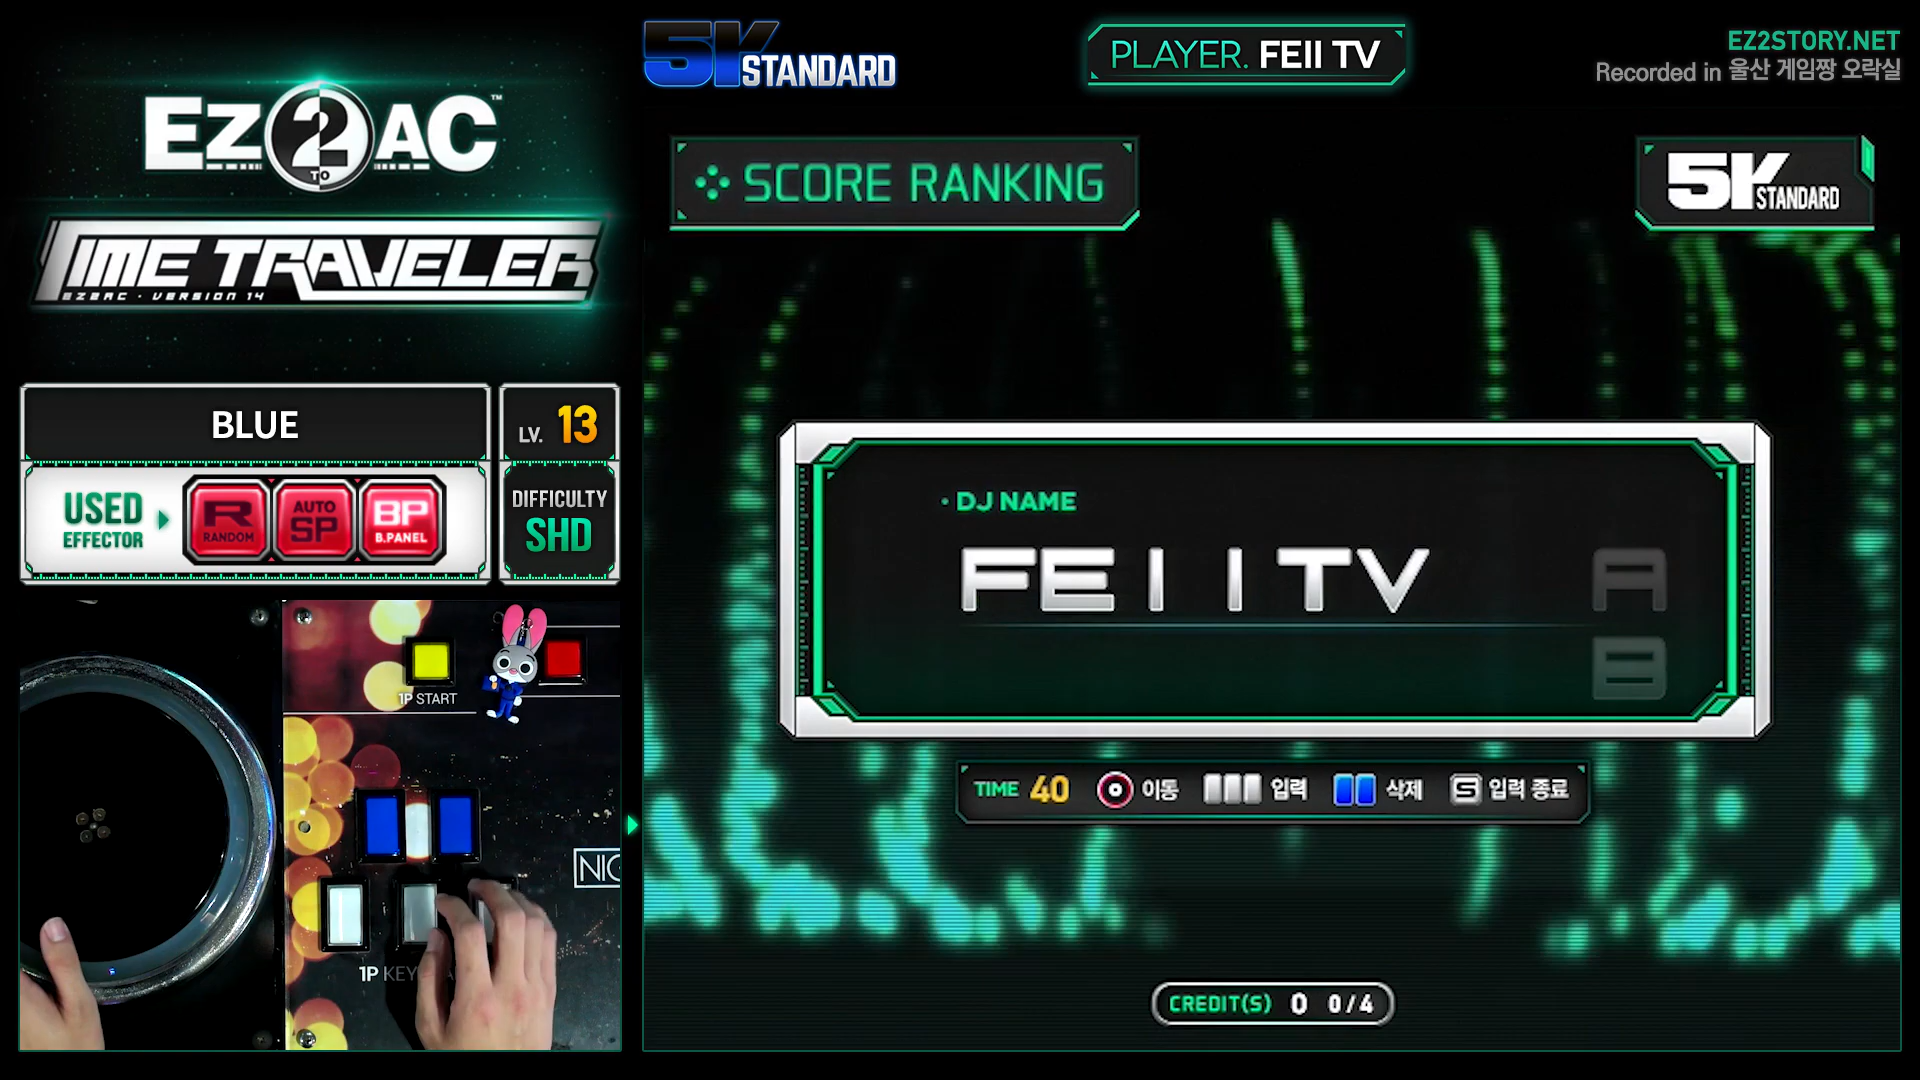 EZ2AC™
TO
TIME TRAVELER
EZ2AC · VERSION 14
5K STANDARD
PLAYER. FEII TV
EZ2STORY.NET
Recorded in 울산 게임짱 오락실
SCORE RANKING
5K STANDARD
BLUE
LV. 13
USED
EFFECTOR
R
RANDOM
AUTO
SP
BP
B.PANEL
DIFFICULTY
SHD
• DJ NAME
FEIITV
A
B
TIME 40 이동 입력 삭제 S 입력 종료
CREDIT(S) 0 0/4
1P START
NIC
1P KEY